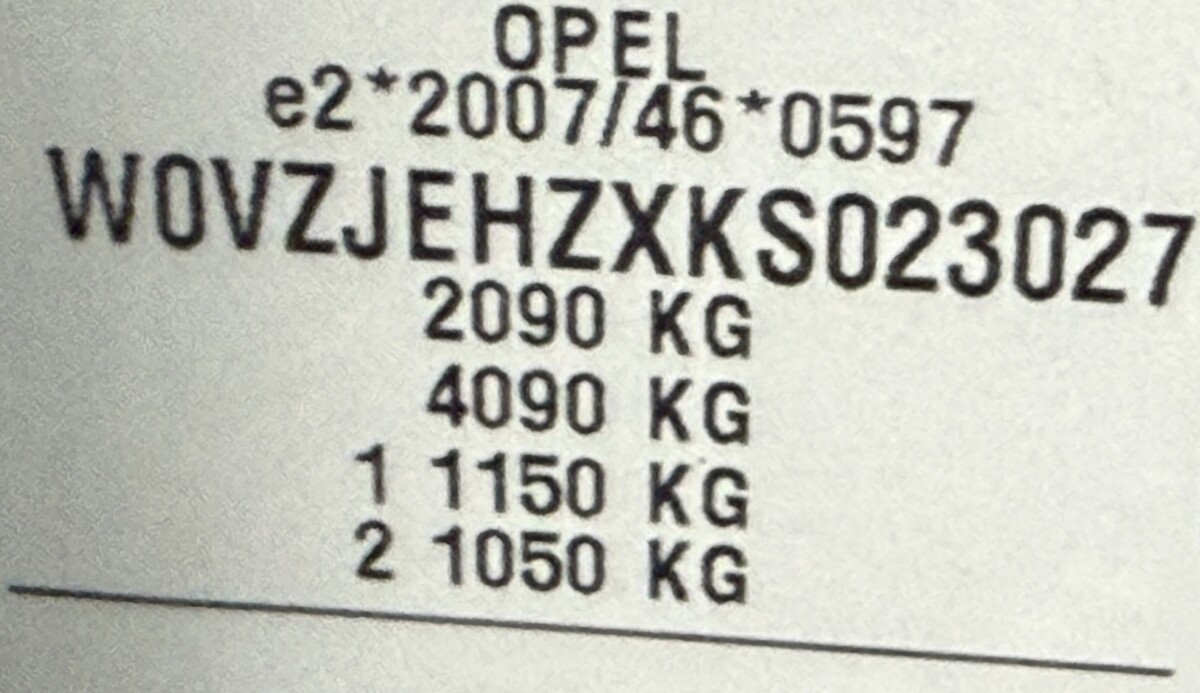 OPEL
e2*2007/46*0597
W0VZJEHZXKS023027
2090 KG
4090 KG
1 1150 KG
2 1050 KG